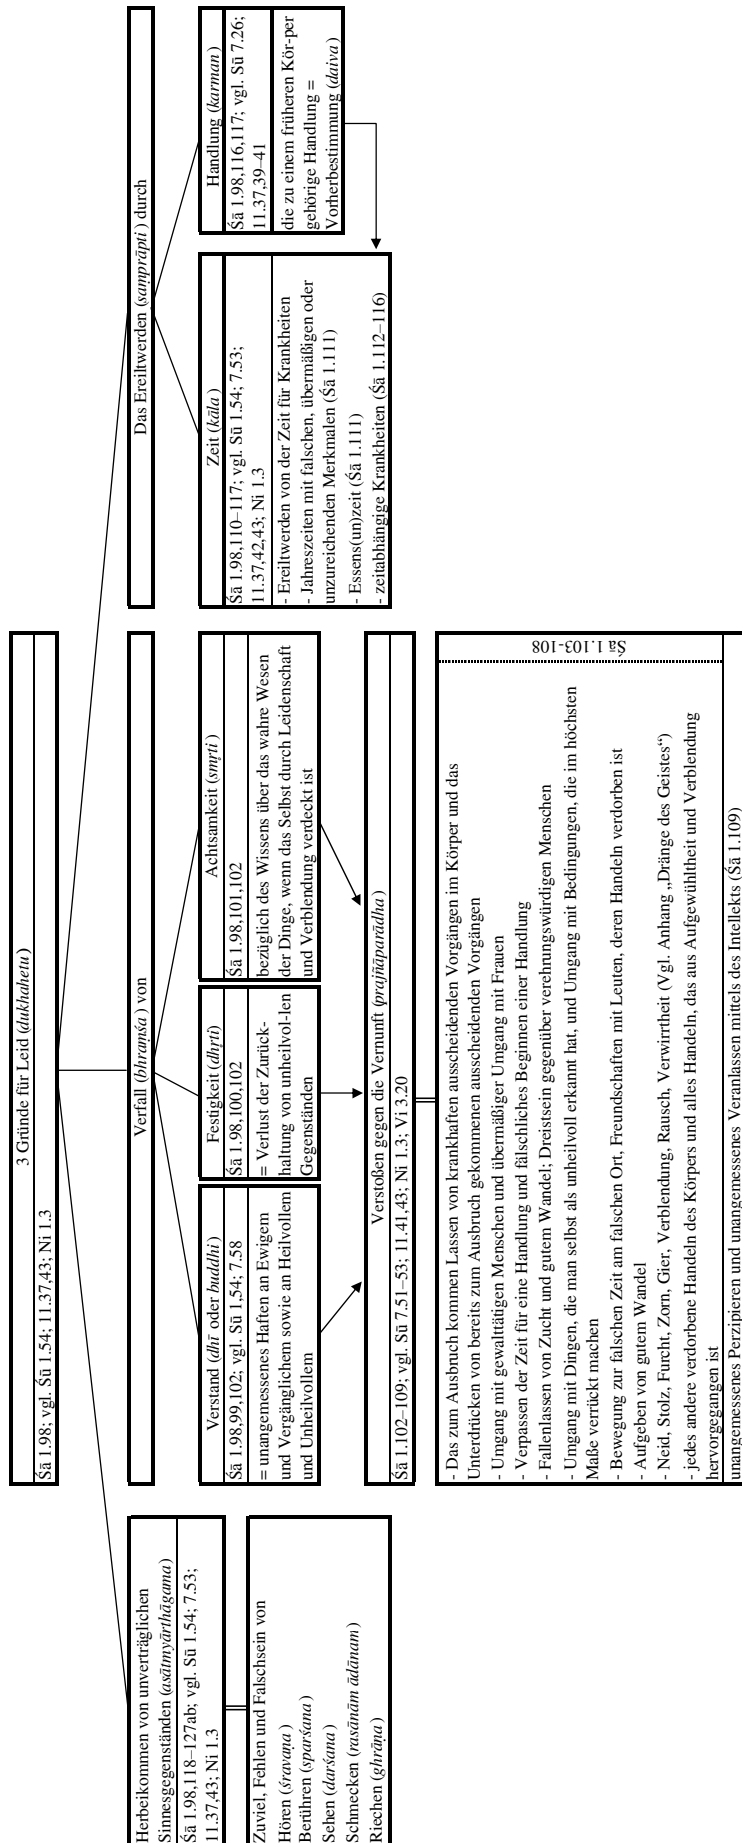 3 Gründe für Leid (dukhahetu)
Śā 1.98; vgl. Sū 1.54; 11.37,43; Ni 1.3
Herbeikommen von unverträglichen
Sinnesgegenständen (asātmyārthāgama)
Śā 1.98,118–127ab; vgl. Sū 1.54; 7.53;
11.37,43; Ni 1.3
Zuviel, Fehlen und Falschsein von
Hören (śravaṇa)
Berühren (sparśana)
Sehen (darśana)
Schmecken (rasānām ādānam)
Riechen (ghrāṇa)
Verfall (bhraṃśa) von
Verstand (dhī oder buddhi)
Śā 1.98,99,102; vgl. Sū 1,54; 7.58
= unangemessenes Haften an Ewigem
und Vergänglichem sowie an Heilvollem
und Unheilvollem
Festigkeit (dhṛti)
Śā 1.98,100,102
= Verlust der Zurück-
haltung von unheilvol-len
Gegenständen
Achtsamkeit (smṛti)
Śā 1.98,101,102
bezüglich des Wissens über das wahre Wesen
der Dinge, wenn das Selbst durch Leidenschaft
und Verblendung verdeckt ist
Verstoßen gegen die Vernunft (prajñāparādha)
Śā 1.102–109; vgl. Sū 7.51–53; 11.41,43; Ni 1.3; Vi 3.20
- Das zum Ausbruch kommen Lassen von krankhaften ausscheidenden Vorgängen im Körper und das
Unterdrücken von bereits zum Ausbruch gekommenen ausscheidenden Vorgängen
- Umgang mit gewalttätigen Menschen und übermäßiger Umgang mit Frauen
- Verpassen der Zeit für eine Handlung und fälschliches Beginnen einer Handlung
- Fallenlassen von Zucht und gutem Wandel; Dreistsein gegenüber verehrungswürdigen Menschen
- Umgang mit Dingen, die man selbst als unheilvoll erkannt hat, und Umgang mit Bedingungen, die im höchsten
Maße verrückt machen
- Bewegung zur falschen Zeit am falschen Ort, Freundschaften mit Leuten, deren Handeln verdorben ist
- Aufgeben von gutem Wandel
- Neid, Stolz, Furcht, Zorn, Gier, Verblendung, Rausch, Verwirrtheit (Vgl. Anhang „Dränge des Geistes“)
- jedes andere verdorbene Handeln des Körpers und alles Handeln, das aus Aufgewühltheit und Verblendung
hervorgegangen ist
Śā 1.103-108
unangemessenes Perzipieren und unangemessenes Veranlassen mittels des Intellekts (Śā 1.109)
Das Ereiltwerden (saṃprāpti) durch
Zeit (kāla)
Śā 1.98,110–117; vgl. Sū 1.54; 7.53;
11.37,42,43; Ni 1.3
- Ereiltwerden von der Zeit für Krankheiten
- Jahreszeiten mit falschen, übermäßigen oder
unzureichenden Merkmalen (Śā 1.111)
- Essens(un)zeit (Śā 1.111)
- zeitabhängige Krankheiten (Śā 1.112–116)
Handlung (karman)
Śā 1.98,116,117; vgl. Sū 7.26;
11.37,39–41
die zu einem früheren Kör-per
gehörige Handlung =
Vorherbestimmung (daiva)